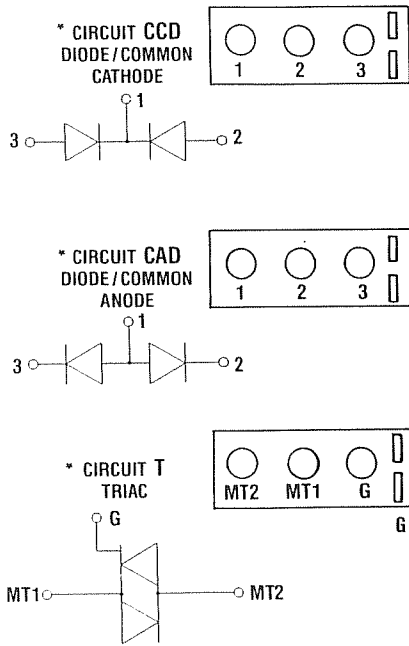 * CIRCUIT CCD
DIODE/COMMON
CATHODE
1 2 3
1
3 2
* CIRCUIT CAD
DIODE/COMMON
ANODE
1 2 3
1
3 2
* CIRCUIT T
TRIAC
MT2 MT1 G
G
G
MT1 MT2